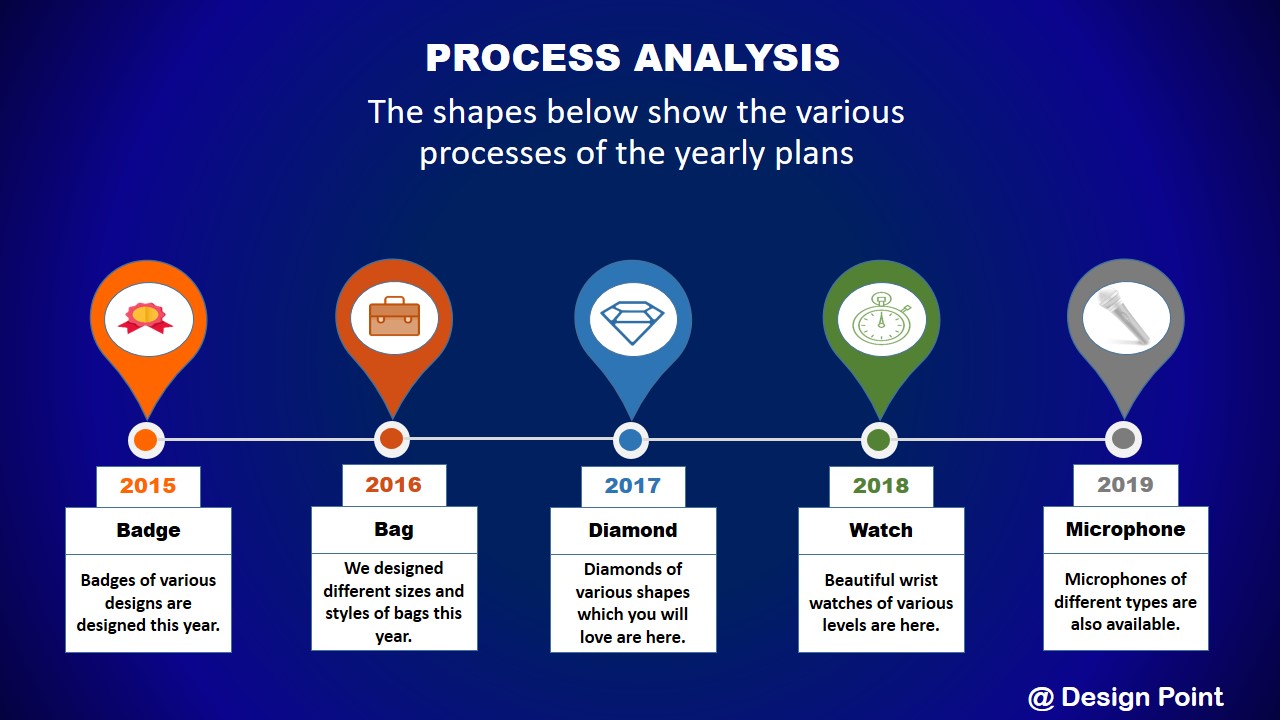 PROCESS ANALYSIS
The shapes below show the various
processes of the yearly plans
2015
Badge
Badges of various
designs are
designed this year.
2016
Bag
We designed
different sizes and
styles of bags this
year.
2017
Diamond
Diamonds of
various shapes
which you will
love are here.
2018
Watch
Beautiful wrist
watches of various
levels are here.
2019
Microphone
Microphones of
different types are
also available.
@ Design Point